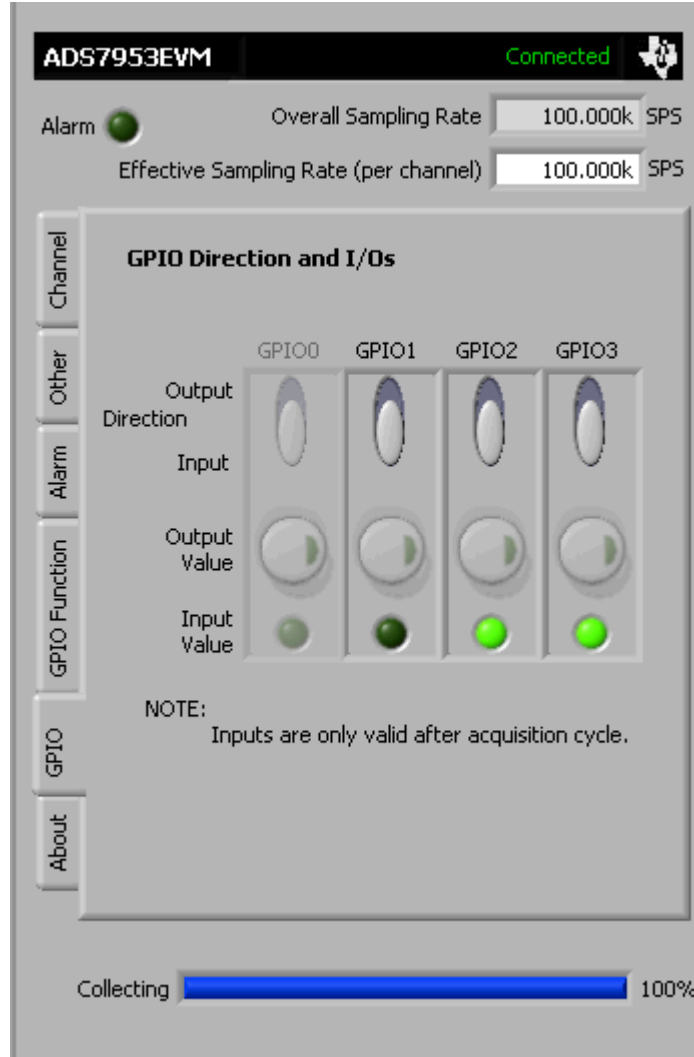 ADS7953EVM Connected
Alarm Overall Sampling Rate 100.000k SPS
Effective Sampling Rate (per channel) 100.000k SPS
Channel
Other
Alarm
GPIO Function
GPIO
About
GPIO Direction and I/Os
GPIO0 GPIO1 GPIO2 GPIO3
Output
Direction
Input
Output
Value
Input
Value
NOTE:
Inputs are only valid after acquisition cycle.
Collecting 100%